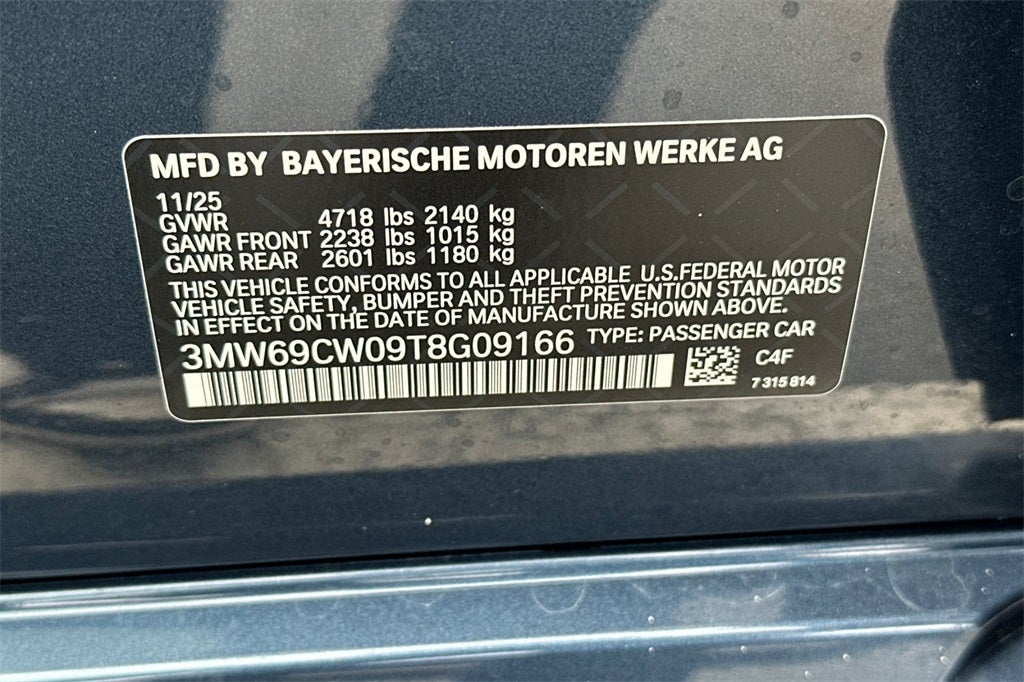 MFD BY BAYERISCHE MOTOREN WERKE AG
11/25
GVWR 4718 lbs 2140 kg
GAWR FRONT 2238 lbs 1015 kg
GAWR REAR 2601 lbs 1180 kg
THIS VEHICLE CONFORMS TO ALL APPLICABLE U.S.FEDERAL MOTOR
VEHICLE SAFETY, BUMPER AND THEFT PREVENTION STANDARDS
IN EFFECT ON THE DATE OF MANUFACTURE SHOWN ABOVE.
3MW69CW09T8G09166 TYPE: PASSENGER CAR
C4F
7 315 814